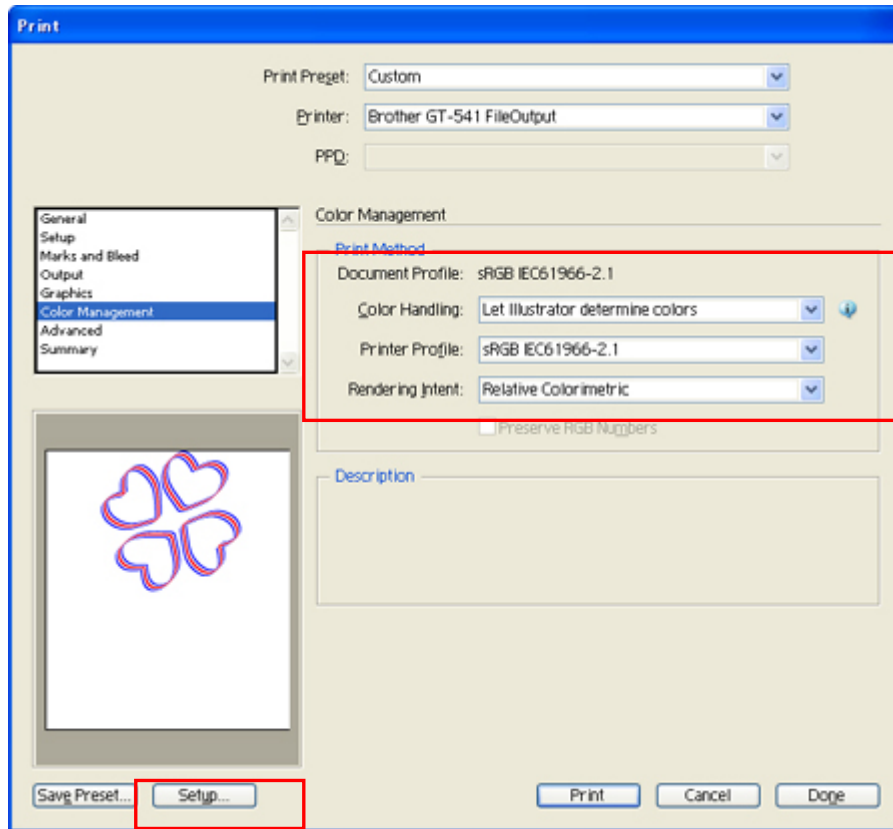 Print
Print Preset: Custom
Printer: Brother GT-541 FileOutput
PPD:
General
Setup
Marks and Bleed
Output
Graphics
Color Management
Advanced
Summary
Color Management
Print Method
Document Profile: sRGB IEC61966-2.1
Color Handling: Let Illustrator determine colors
Printer Profile: sRGB IEC61966-2.1
Rendering Intent: Relative Colorimetric
Preserve RGB Numbers
Description
Save Preset... Setup... Print Cancel Done